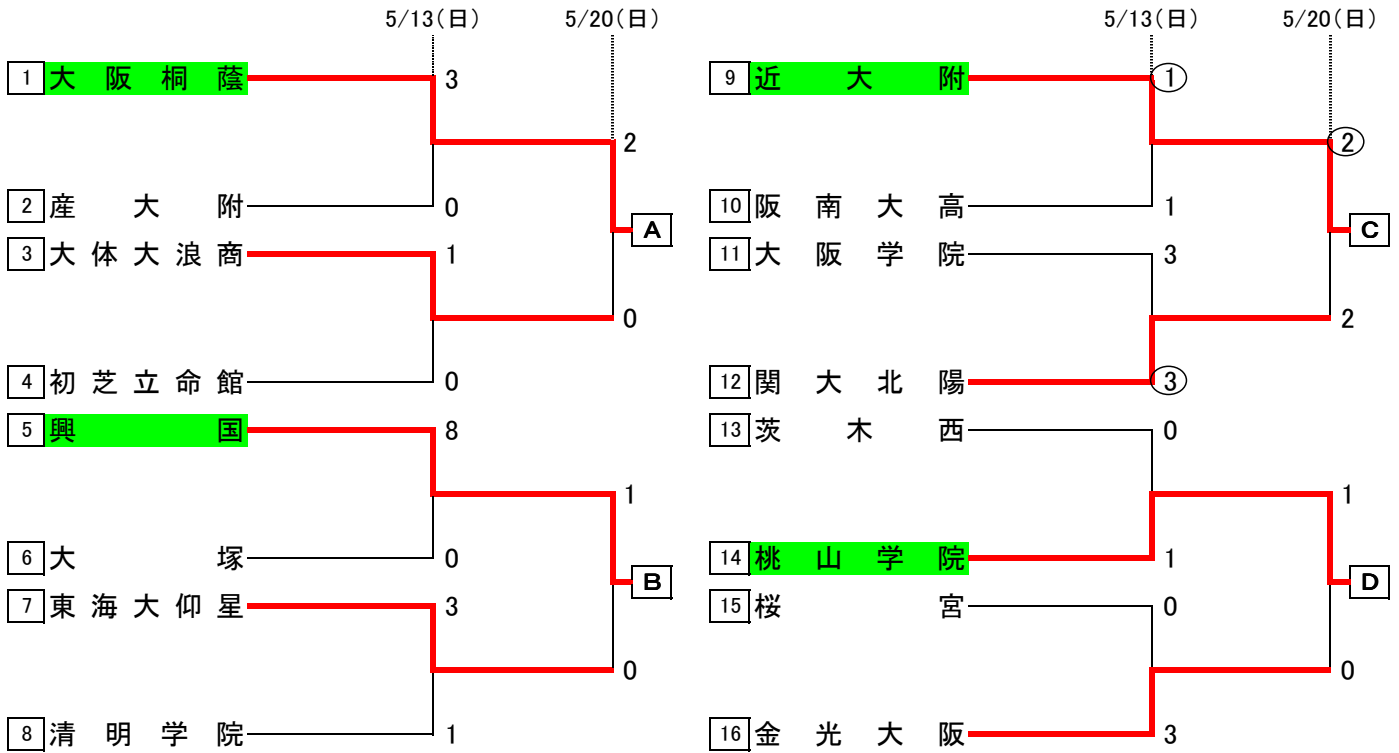 5/13(日) 5/20(日)
1 大阪桐蔭 3
2
2 産大附 0
A
3 大体大浪商 1
0
4 初芝立命館 0
5 興国 8
1
6 大塚 0
B
7 東海大仰星 3
0
8 清明学院 1
5/13(日) 5/20(日)
9 近大附 1
2
10 阪南大高 1
C
11 大阪学院 3
2
12 関大北陽 3
13 茨木西 0
1
14 桃山学院 1
D
15 桜宮 0
0
16 金光大阪 3